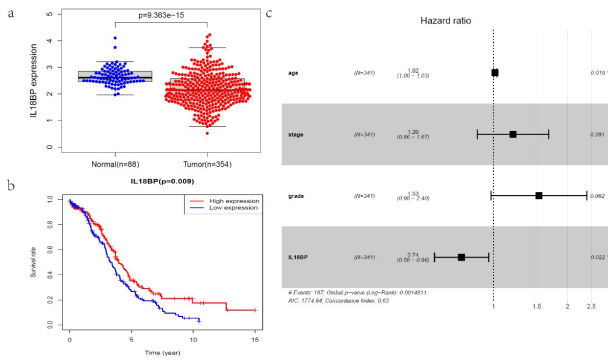 a
p=9.363e−15
IL18BP expression
5
4
3
2
1
0
Normal(n=88)
Tumor(n=354)
b
IL18BP(p=0.009)
High expression
Low expression
Survival rate
1.0
0.8
0.6
0.4
0.2
0.0
0
5
10
15
Time (year)
c
Hazard ratio
age
(N=341)
1.02
(1.00 − 1.03)
0.019 *
stage
(N=341)
(0.86 − 1.67)
0.281
grade
(N=341)
1.53
(0.98 − 2.40)
0.062
IL18BP
(N=341)
0.74
(0.58 − 0.96)
0.022 *
# Events: 187; Global p−value (Log−Rank): 0.0014811
AIC: 1774.64; Concordance Index: 0.63
1
1.5
2
2.5